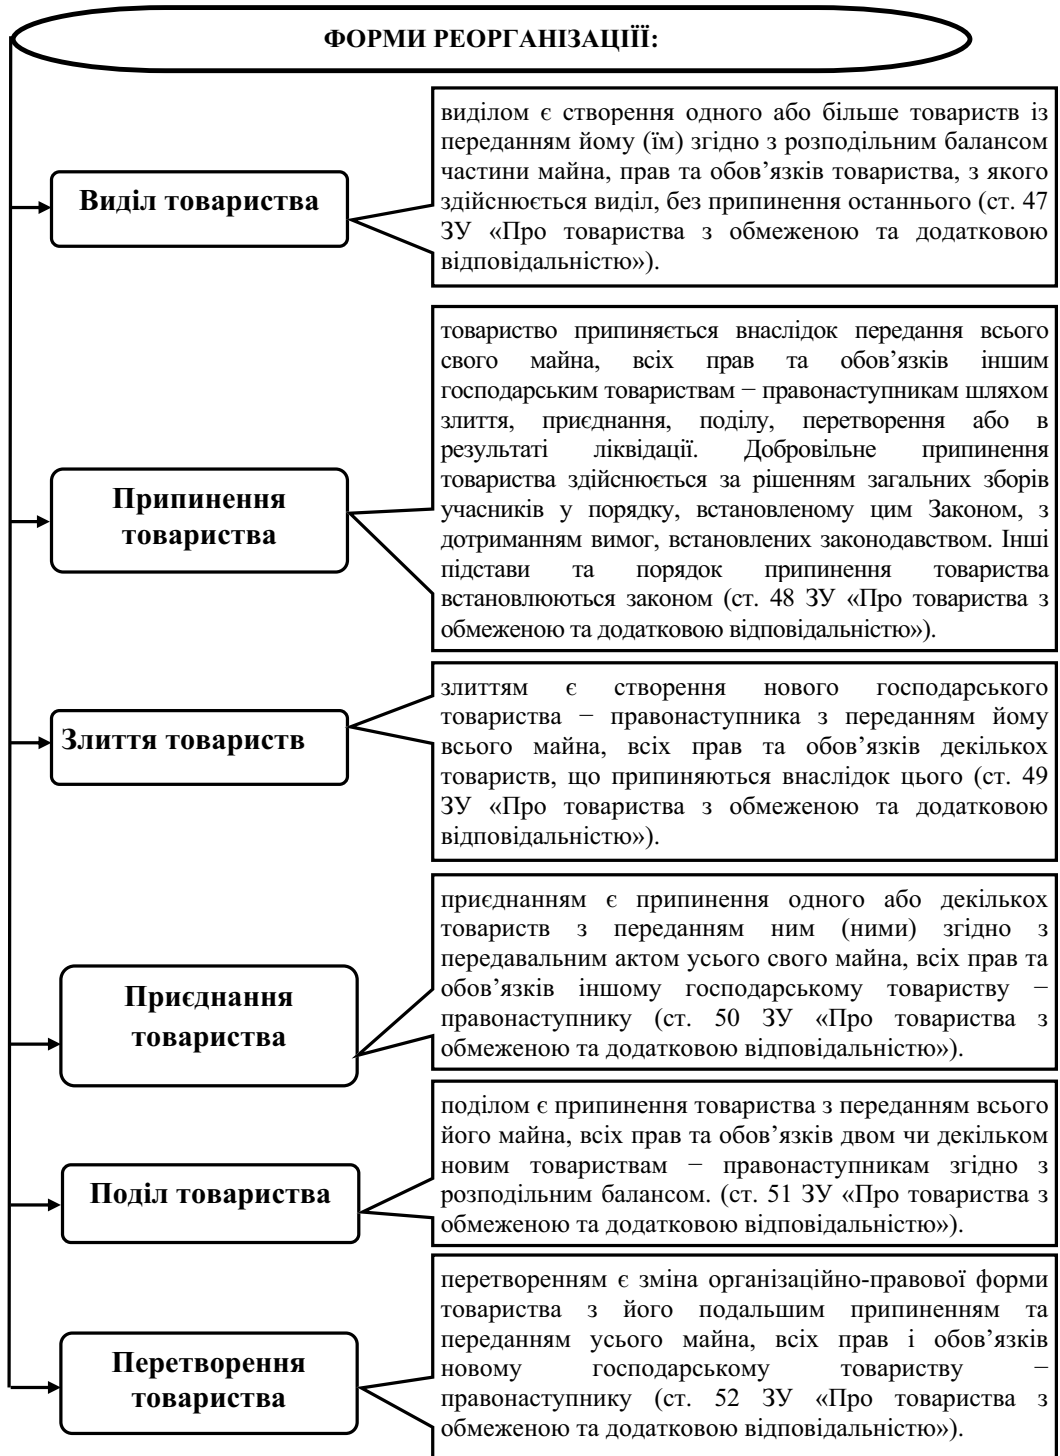 ФОРМИ РЕОРГАНІЗАЦІЇЇ:
Виділ товариства
виділом є створення одного або більше товариств із
переданням йому (їм) згідно з розподільним балансом
частини майна, прав та обов’язків товариства, з якого
здійснюється виділ, без припинення останнього (ст. 47
ЗУ «Про товариства з обмеженою та додатковою
відповідальністю»).
Припинення
товариства
товариство припиняється внаслідок передання всього
свого майна, всіх прав та обов’язків іншим
господарським товариствам − правонаступникам шляхом
злиття, приєднання, поділу, перетворення або в
результаті ліквідації. Добровільне припинення
товариства здійснюється за рішенням загальних зборів
учасників у порядку, встановленому цим Законом, з
дотриманням вимог, встановлених законодавством. Інші
підстави та порядок припинення товариства
встановлюються законом (ст. 48 ЗУ «Про товариства з
обмеженою та додатковою відповідальністю»).
Злиття товариств
злиттям є створення нового господарського
товариства − правонаступника з переданням йому
всього майна, всіх прав та обов’язків декількох
товариств, що припиняються внаслідок цього (ст. 49
ЗУ «Про товариства з обмеженою та додатковою
відповідальністю»).
Приєднання
товариства
приєднанням є припинення одного або декількох
товариств з переданням ним (ними) згідно з
передавальним актом усього свого майна, всіх прав та
обов’язків іншому господарському товариству −
правонаступнику (ст. 50 ЗУ «Про товариства з
обмеженою та додатковою відповідальністю»).
Поділ товариства
поділом є припинення товариства з переданням всього
його майна, всіх прав та обов’язків двом чи декільком
новим товариствам − правонаступникам згідно з
розподільним балансом. (ст. 51 ЗУ «Про товариства з
обмеженою та додатковою відповідальністю»).
Перетворення
товариства
перетворенням є зміна організаційно-правової форми
товариства з його подальшим припиненням та
переданням усього майна, всіх прав і обов’язків
новому господарському товариству −
правонаступнику (ст. 52 ЗУ «Про товариства з
обмеженою та додатковою відповідальністю»).